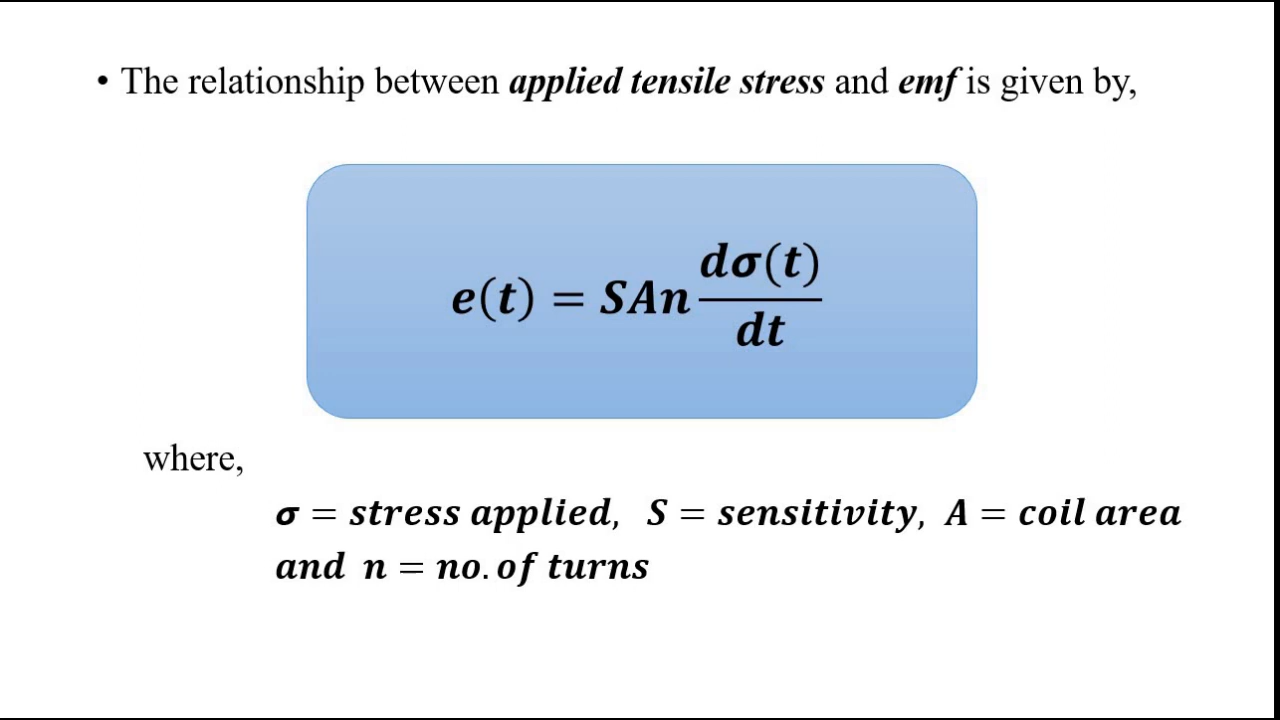 • The relationship between applied tensile stress and emf is given by,
e(t) = SAn dσ(t)/dt
where,
σ = stress applied, S = sensitivity, A = coil area
and n = no. of turns